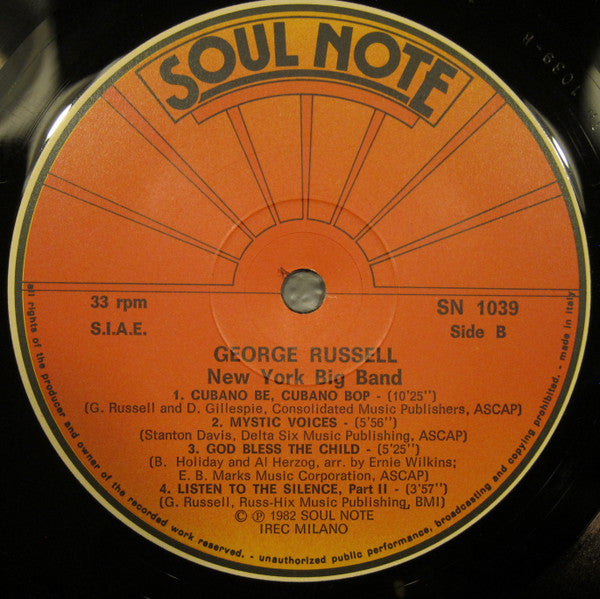 SOUL NOTE
33 rpm
S.I.A.E.
SN 1039
Side B
GEORGE RUSSELL
New York Big Band
1. CUBANO BE, CUBANO BOP - (10'25")
(G. Russell and D. Gillespie, Consolidated Music Publishers, ASCAP)
2. MYSTIC VOICES - (5'56")
(Stanton Davis, Delta Six Music Publishing, ASCAP)
3. GOD BLESS THE CHILD - (5'25")
(B. Holiday and Al Herzog, arr. by Ernie Wilkins;
E. B. Marks Music Corporation, ASCAP)
4. LISTEN TO THE SILENCE, Part II - (3'57")
(G. Russell, Russ-Hix Music Publishing, BMI)
© ℗ 1982 SOUL NOTE
IREC MILANO
all rights of the producer and owner of the recorded work reserved. - unauthorized public performance, broadcasting and copying prohibited. - made in italy